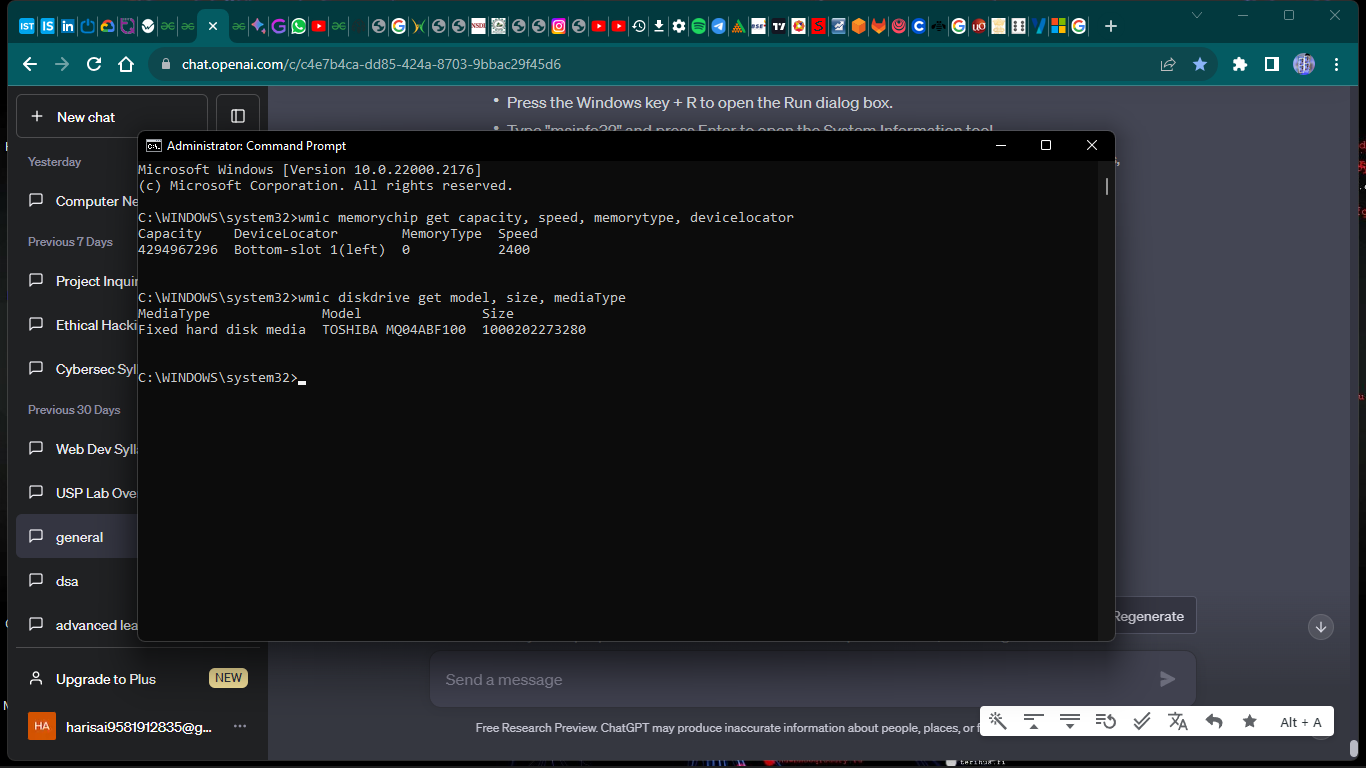 chat.openai.com/c/c4e7b4ca-dd85-424a-8703-9bbac29f45d6
New chat
Yesterday
Computer Ne
Previous 7 Days
Project Inquir
Ethical Hacki
Cybersec Syl
Previous 30 Days
Web Dev Sylla
USP Lab Ove
general
dsa
advanced lea
Upgrade to Plus
NEW
HA
harisai9581912835@g...
Press the Windows key + R to open the Run dialog box.
Type "msinfo32" and press Enter to open the System Information tool
Administrator: Command Prompt
Microsoft Windows [Version 10.0.22000.2176]
(c) Microsoft Corporation. All rights reserved.
C:\WINDOWS\system32>wmic memorychip get capacity, speed, memorytype, devicelocator
Capacity DeviceLocator MemoryType Speed
4294967296 Bottom-slot 1(left) 0 2400
C:\WINDOWS\system32>wmic diskdrive get model, size, mediaType
MediaType Model Size
Fixed hard disk media TOSHIBA MQ04ABF100 1000202273280
C:\WINDOWS\system32>
Regenerate
Send a message
Free Research Preview. ChatGPT may produce inaccurate information about people, places, or f
Alt + A